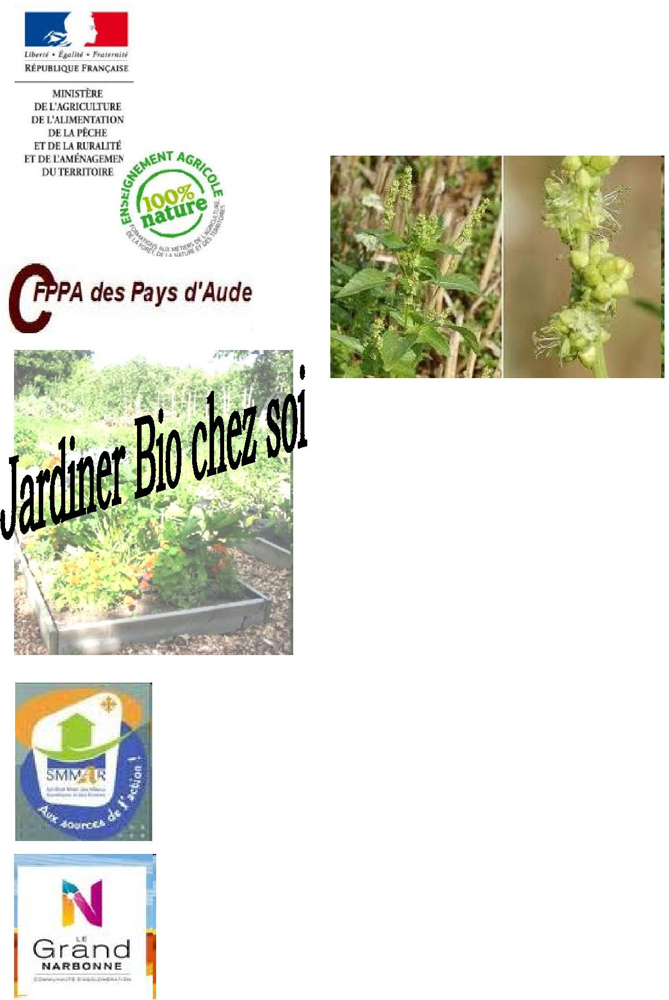 Liberté • Égalité • Fraternité
RÉPUBLIQUE FRANÇAISE
MINISTÈRE
DE L'AGRICULTURE
DE L'ALIMENTATION
DE LA PÊCHE
ET DE LA RURALITÉ
ET DE L'AMÉNAGEMEN
DU TERRITOIRE
ENSEIGNEMENT AGRICOLE
100%
nature
FORMATIONS AUX MÉTIERS DE L'AGRICULTURE,
DE LA FORÊT, DE LA NATURE ET DES TERRITOIRES
CFPPA des Pays d'Aude
Jardiner Bio chez soi
SMMAR
Aux sources de l'action !
LE
Grand
NARBONNE
COMMUNAUTÉ D'AGGLOMÉRATION